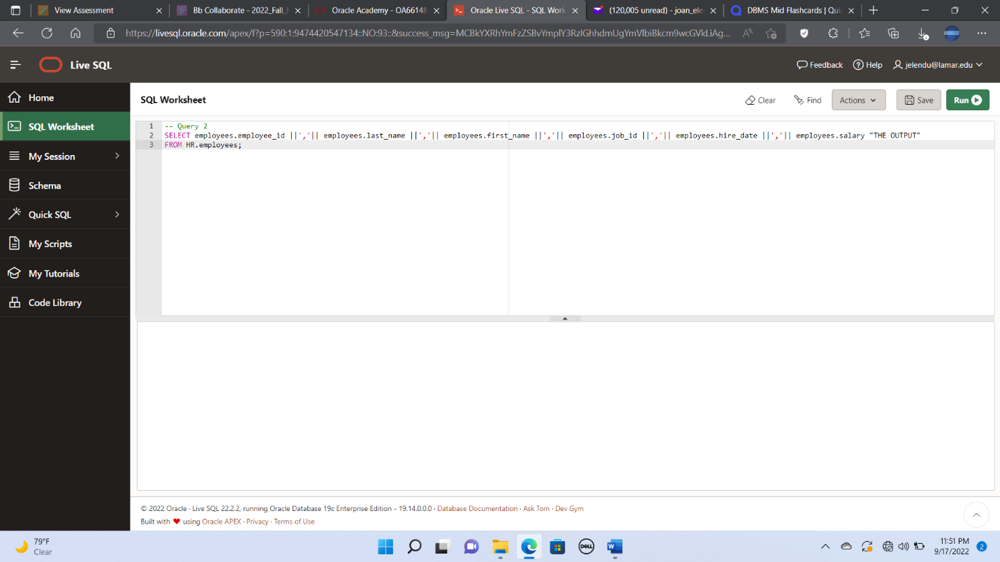 View Assessment
Bb Collaborate - 2022_Fall_
Oracle Academy - OA66148
Oracle Live SQL - SQL Work
(120,005 unread) - joan_ele
DBMS Mid Flashcards | Qui
https://livesql.oracle.com/apex/f?p=590:1:9474420547134::NO:93::&success_msg=MCBkYXRhYmFzZSBvYmplY3RzIGhhdmUgYmVlbiBkcm9wcGVkLiAg...
Live SQL
Feedback
Help
jelendu@lamar.edu
Home
SQL Worksheet
My Session
Schema
Quick SQL
My Scripts
My Tutorials
Code Library
SQL Worksheet
Clear
Find
Actions
Save
Run
1 -- Query 2
2 SELECT employees.employee_id ||','|| employees.last_name ||','|| employees.first_name ||','|| employees.job_id ||','|| employees.hire_date ||','|| employees.salary "THE OUTPUT"
3 FROM HR.employees;
© 2022 Oracle · Live SQL 22.2.2, running Oracle Database 19c Enterprise Edition - 19.14.0.0.0 · Database Documentation · Ask Tom · Dev Gym
Built with ❤ using Oracle APEX · Privacy · Terms of Use
79°F
Clear
DELL
W
11:51 PM
9/17/2022
2